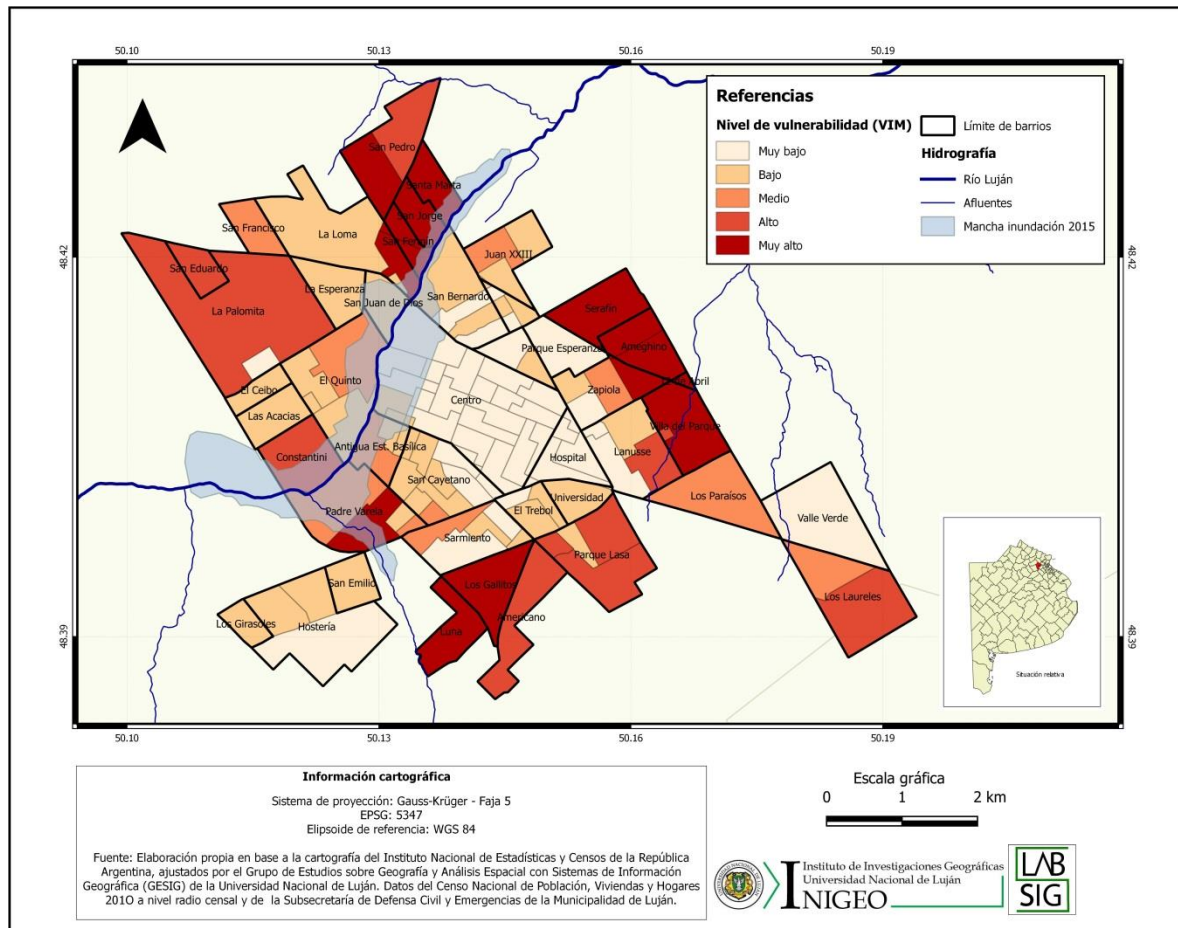 50.10
50.13
50.16
50.19
48.42
48.42
48.39
48.39
Referencias
Nivel de vulnerabilidad (VIM)
Muy bajo
Bajo
Medio
Alto
Muy alto
Límite de barrios
Hidrografía
Río Luján
Afluentes
Mancha inundación 2015
San Pedro
Santa Marta
San Jorge
San Fermín
San Francisco
La Loma
Juan XXIII
San Eduardo
La Esperanza
San Juan de Dios
San Bernardo
La Palomita
Serafín
Parque Esperanza
Ameghino
El Quinto
El Ceibo
Zapiola
Abril
Centro
Las Acacias
Villa del Parque
Antigua Est. Basílica
Constantini
Hospital
Lanusse
San Cayetano
Universidad
Los Paraísos
El Trebol
Padre Varela
Valle Verde
Sarmiento
Parque Lasa
San Emilio
Los Gallitos
Los Laureles
Los Girasoles
Hostería
Americano
Luna
Situación relativa
50.10
50.13
50.16
50.19
Información cartográfica
Sistema de proyección: Gauss-Krüger - Faja 5
EPSG: 5347
Elipsoide de referencia: WGS 84
Fuente: Elaboración propia en base a la cartografía del Instituto Nacional de Estadísticas y Censos de la República
Argentina, ajustados por el Grupo de Estudios sobre Geografía y Análisis Espacial con Sistemas de Información
Geográfica (GESIG) de la Universidad Nacional de Luján. Datos del Censo Nacional de Población, Viviendas y Hogares
201O a nivel radio censal y de la Subsecretaría de Defensa Civil y Emergencias de la Municipalidad de Luján.
Escala gráfica
0 1 2 km
Instituto de Investigaciones Geográficas
Universidad Nacional de Luján
INIGEO
LAB
SIG